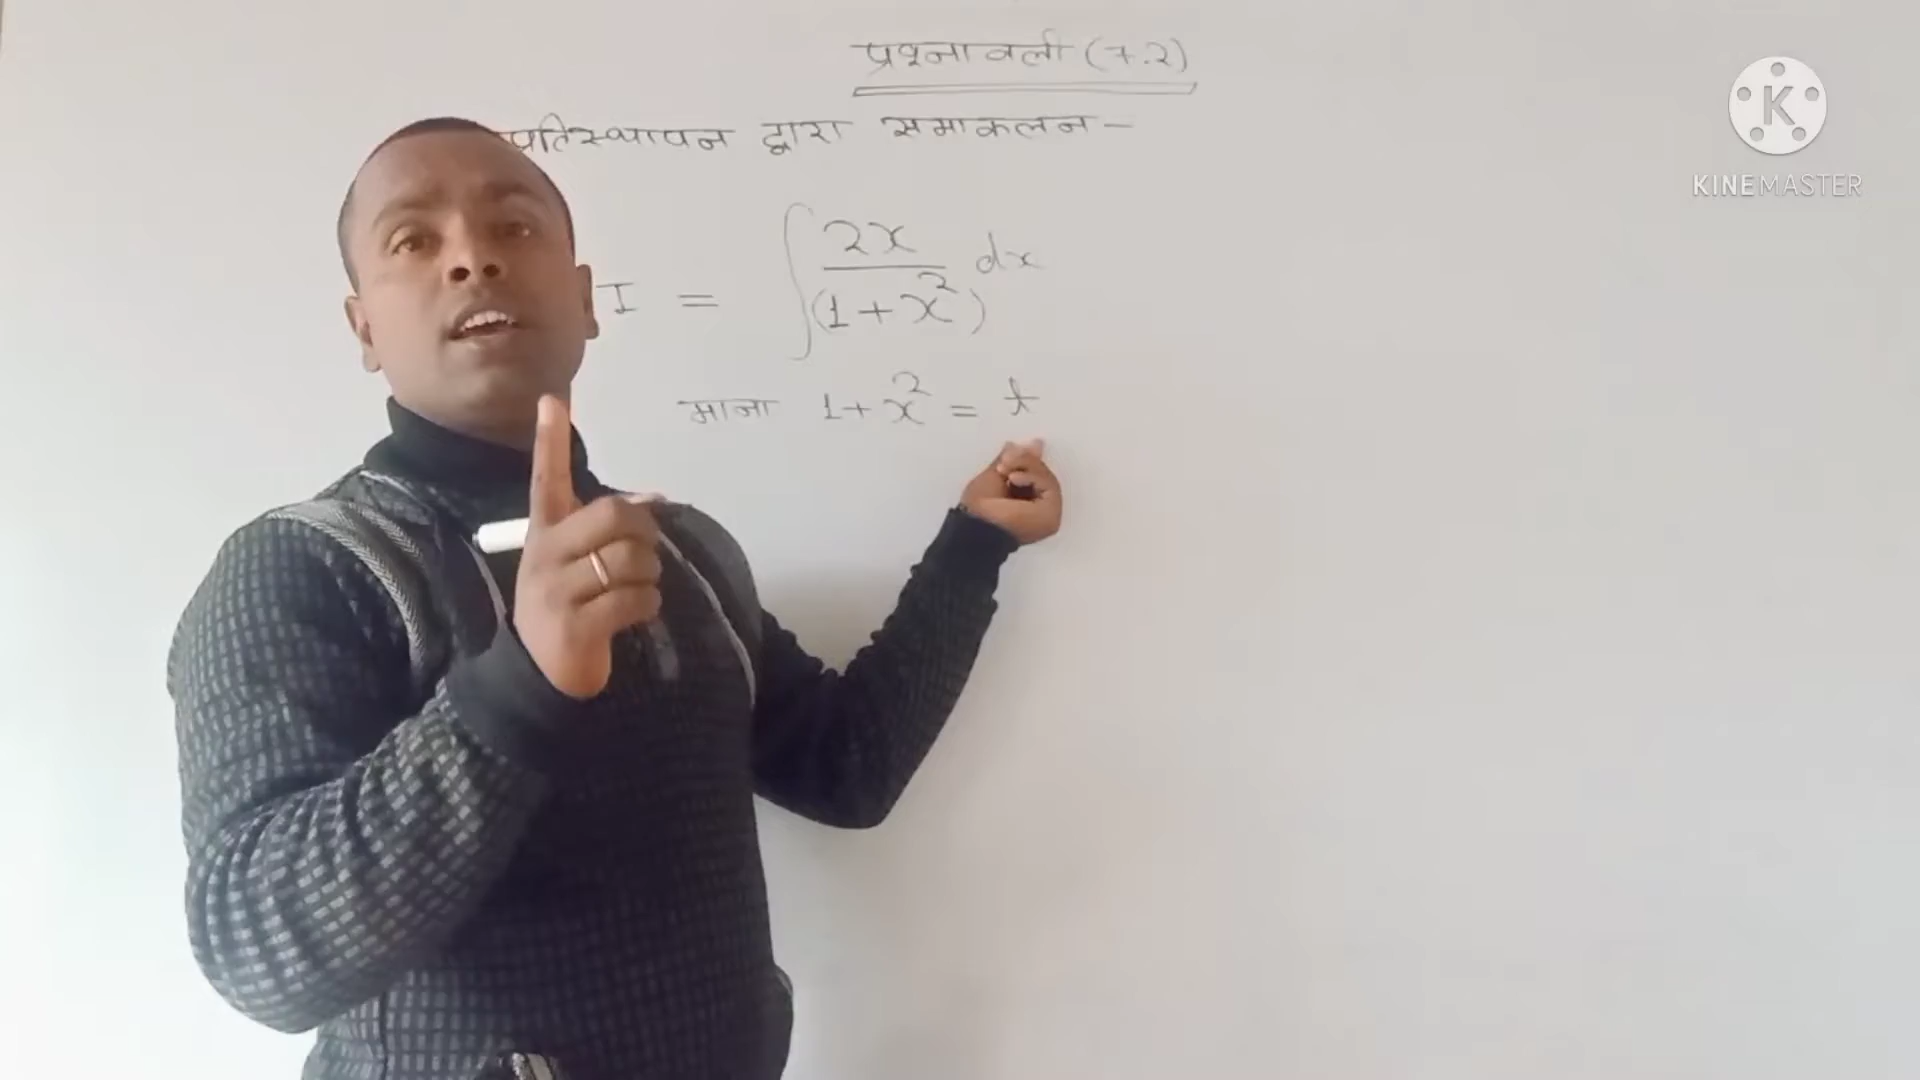 प्रश्नावली (7.2)
प्रतिस्थापन द्वारा समाकलन -
I = ∫ 2x / (1 + x²) dx
माना 1 + x² = t
K
KINEMASTER